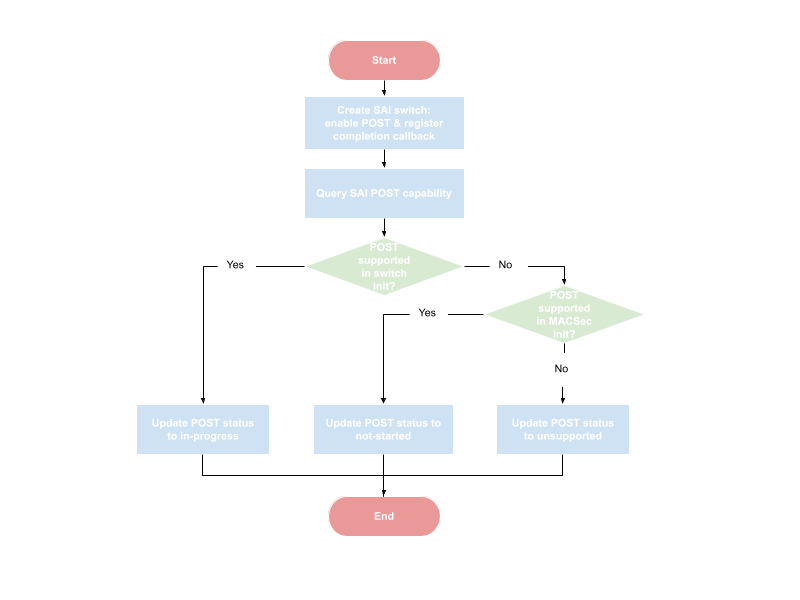 Start
Create SAI switch:
enable POST & register
completion callback
Query SAI POST capability
POST
supported
in switch
init?
Yes
No
POST
supported
in MACSec
init?
Yes
No
Update POST status
to in-progress
Update POST status to
not-started
Update POST status
to unsupported
End